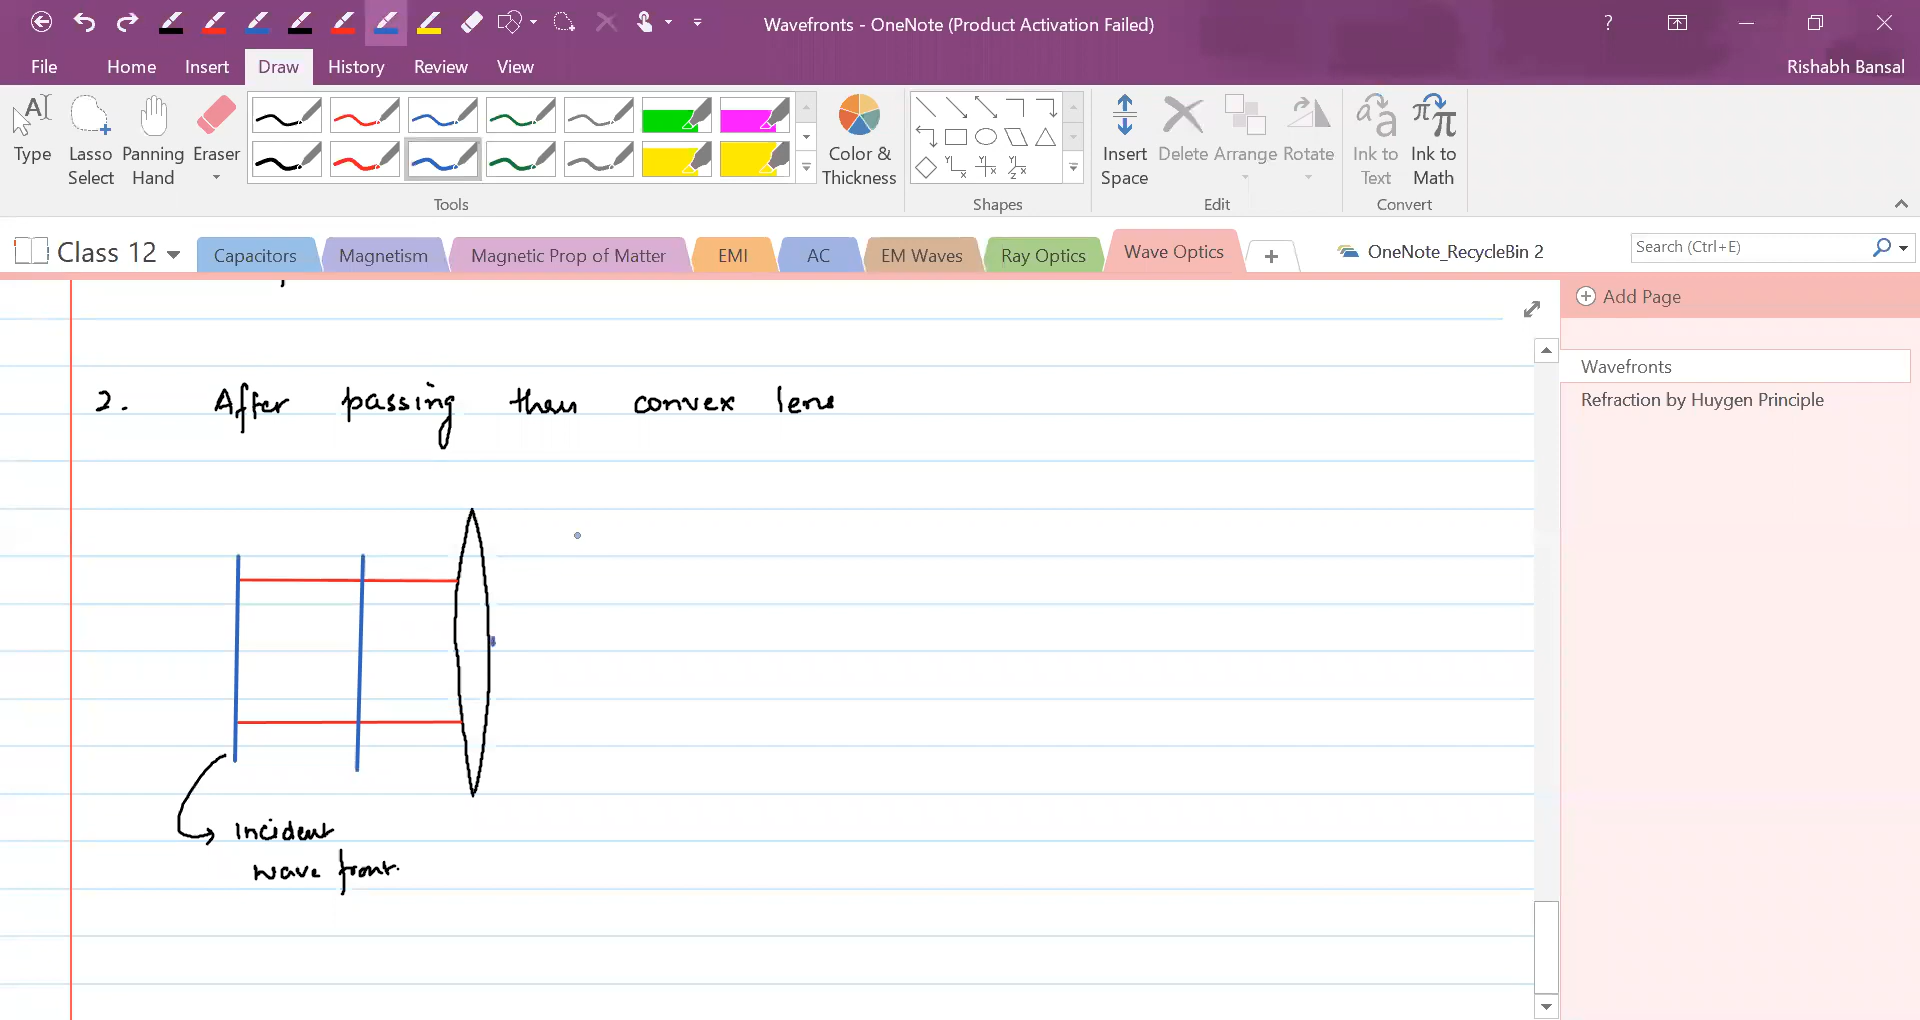 Wavefronts - OneNote (Product Activation Failed)
?
File Home Insert Draw History Review View
Rishabh Bansal
Type
Lasso Select
Panning Hand
Eraser
Color & Thickness
Insert Space
Delete
Arrange
Rotate
Ink to Text
Ink to Math
Tools
Shapes
Edit
Convert
Class 12
Capacitors
Magnetism
Magnetic Prop of Matter
EMI
AC
EM Waves
Ray Optics
Wave Optics
OneNote_RecycleBin 2
Search (Ctrl+E)
Add Page
Wavefronts
Refraction by Huygen Principle
2. After passing convex lens
incident
wave front.